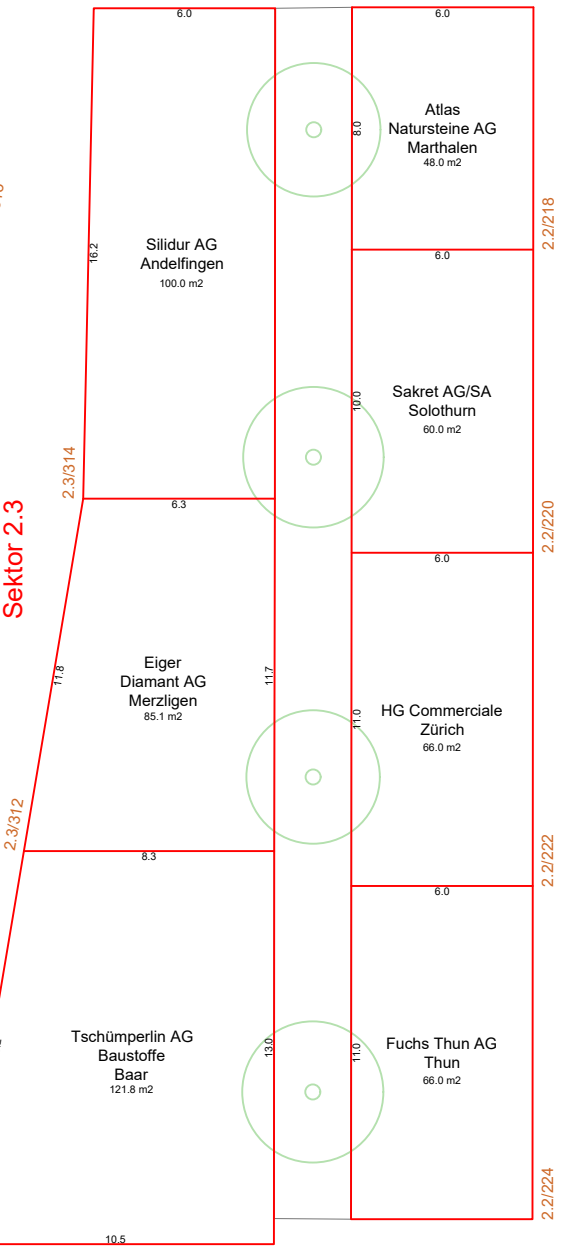 6.0
6.0
Atlas
Natursteine AG
Marthalen
48.0 m2
8.0
2.2/218
16.2
Silidur AG
Andelfingen
100.0 m2
6.0
Sakret AG/SA
Solothurn
60.0 m2
10.0
2.3/314
6.3
2.2/220
Sektor 2.3
6.0
11.8
Eiger
Diamant AG
Merzligen
85.1 m2
11.7
HG Commerciale
Zürich
66.0 m2
11.0
2.3/312
8.3
2.2/222
6.0
Tschümperlin AG
Baustoffe
Baar
121.8 m2
13.0
Fuchs Thun AG
Thun
66.0 m2
11.0
2.2/224
10.5